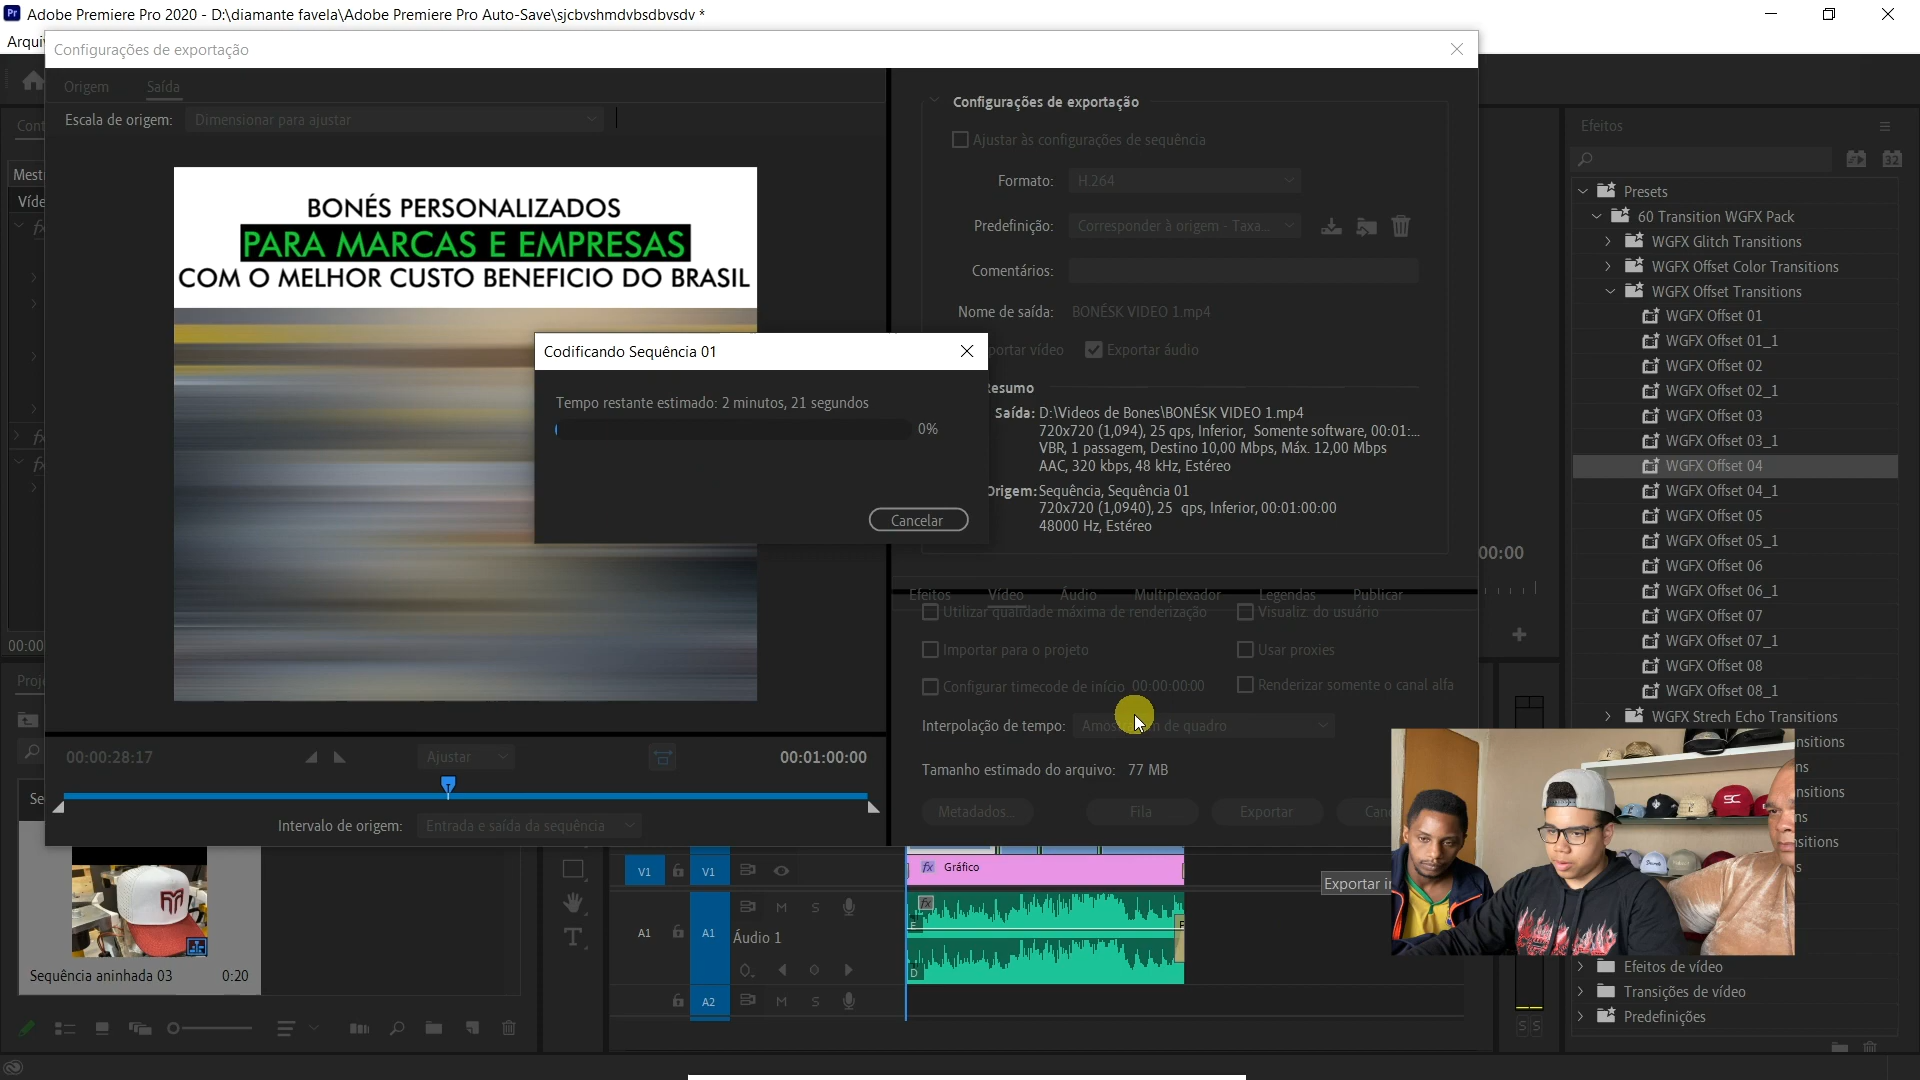 Adobe Premiere Pro 2020 - D:\diamante favela\Adobe Premiere Pro Auto-Save\sjcbvshmdvbsdbvsdv *
Configurações de exportação
Origem
Saída
Escala de origem:
Dimensionar para ajustar
BONÉS PERSONALIZADOS
PARA MARCAS E EMPRESAS
COM O MELHOR CUSTO BENEFICIO DO BRASIL
Configurações de exportação
Ajustar às configurações de sequência
Formato:
H.264
Predefinição:
Corresponder à origem - Taxa...
Comentários:
Nome de saída:
BONÉSK VIDEO 1.mp4
Exportar áudio
Saída: D:\Videos de Bones\BONÉSK VIDEO 1.mp4
720x720 (1,094), 25 qps, Inferior, Somente software, 00:01:...
VBR, 1 passagem, Destino 10,00 Mbps, Máx. 12,00 Mbps
AAC, 320 kbps, 48 kHz, Estéreo
Sequência, Sequência 01
720x720 (1,0940), 25 qps, Inferior, 00:01:00:00
48000 Hz, Estéreo
Codificando Sequência 01
Tempo restante estimado: 2 minutos, 21 segundos
0%
Cancelar
Efeitos
Vídeo
Áudio
Multiplexador
Legendas
Publicar
Utilizar qualidade máxima de renderização
Visualiz. do usuário
Importar para o projeto
Usar proxies
Configurar timecode de início 00:00:00:00
Renderizar somente o canal alfa
Interpolação de tempo:
de quadro
Tamanho estimado do arquivo: 77 MB
Metadados...
Fila
Exportar
00:00:28:17
Ajustar
00:01:00:00
Intervalo de origem:
Entrada e saída da sequência
Sequência aninhada 03
0:20
V1
V1
Gráfico
A1
A1
Áudio 1
M
S
A2
M
S
Efeitos
Presets
60 Transition WGFX Pack
WGFX Glitch Transitions
WGFX Offset Color Transitions
WGFX Offset Transitions
WGFX Offset 01
WGFX Offset 01_1
WGFX Offset 02
WGFX Offset 02_1
WGFX Offset 03
WGFX Offset 03_1
WGFX Offset 04
WGFX Offset 04_1
WGFX Offset 05
WGFX Offset 05_1
WGFX Offset 06
WGFX Offset 06_1
WGFX Offset 07
WGFX Offset 07_1
WGFX Offset 08
WGFX Offset 08_1
WGFX Strech Echo Transitions
Efeitos de vídeo
Transições de vídeo
Predefinições